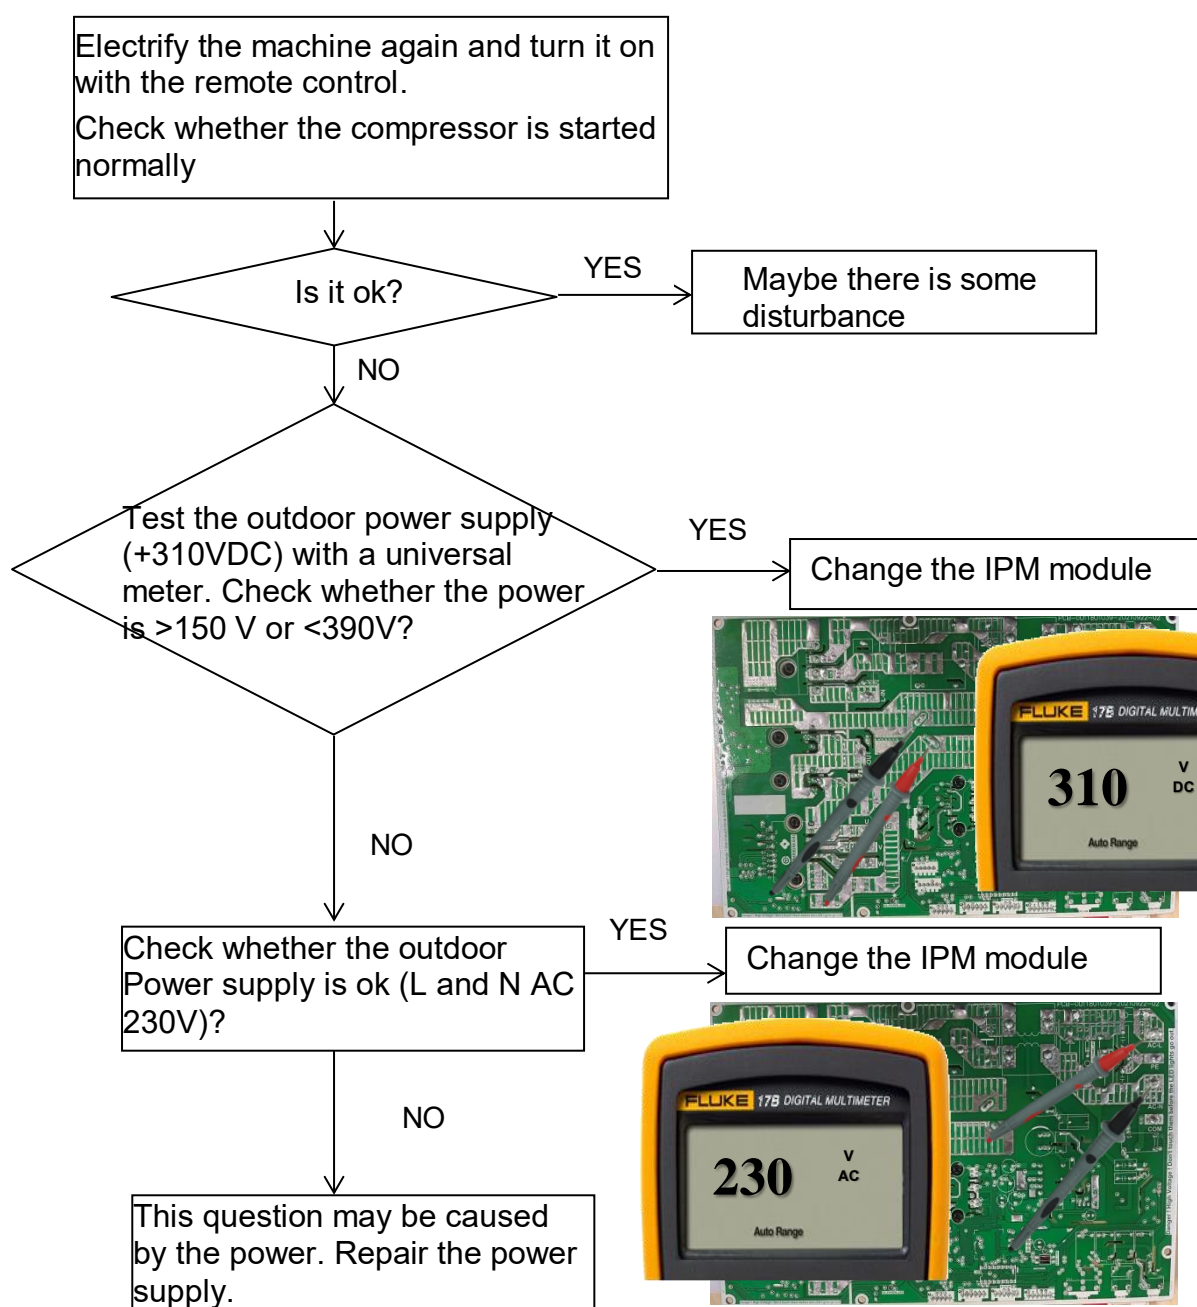 Electrify the machine again and turn it on
with the remote control.
Check whether the compressor is started
normally
Is it ok?
YES
Maybe there is some
disturbance
NO
Test the outdoor power supply
(+310VDC) with a universal
meter. Check whether the power
is >150 V or <390V?
YES
Change the IPM module
FLUKE 17B DIGITAL MULTIM
310
V
DC
Auto Range
NO
Check whether the outdoor
Power supply is ok (L and N AC
230V)?
YES
Change the IPM module
AC-L
PE
AC-N
COM
FLUKE 17B DIGITAL MULTIMETER
230
V
AC
Auto Range
NO
This question may be caused
by the power. Repair the power
supply.